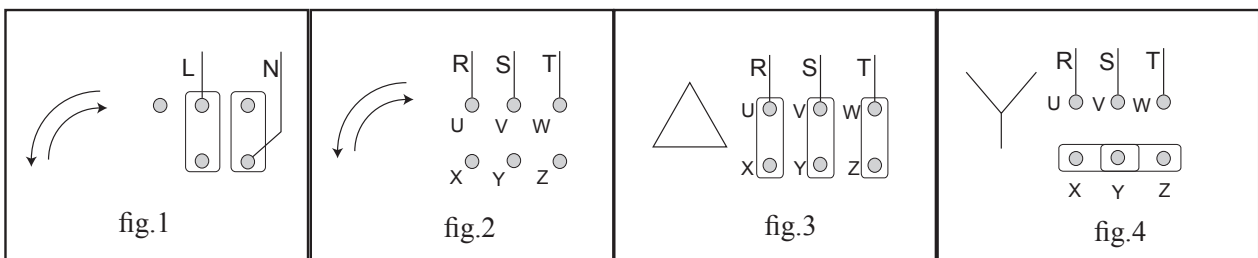 L N
fig.1
R S T
U V W
X Y Z
fig.2
R S T
U V W
X Y Z
fig.3
R S T
U V W
X Y Z
fig.4